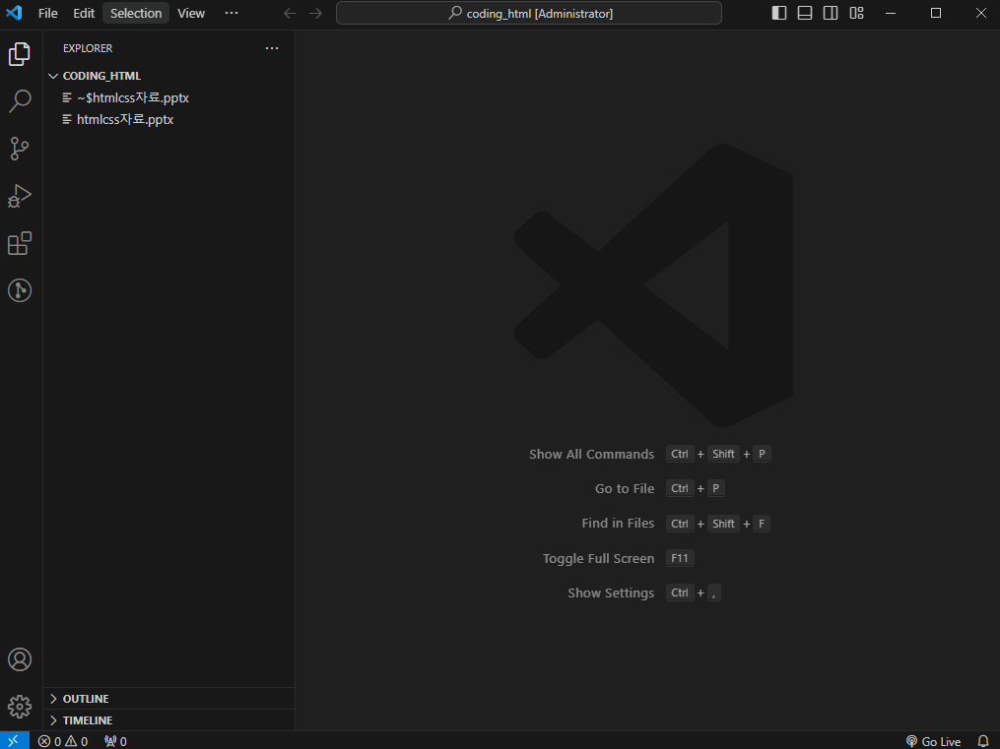 File Edit Selection View ··· coding_html [Administrator]
EXPLORER ···
CODING_HTML
~$htmlcss자료.pptx
htmlcss자료.pptx
Show All Commands Ctrl + Shift + P
Go to File Ctrl + P
Find in Files Ctrl + Shift + F
Toggle Full Screen F11
Show Settings Ctrl + ,
OUTLINE
TIMELINE
0 0 0 Go Live